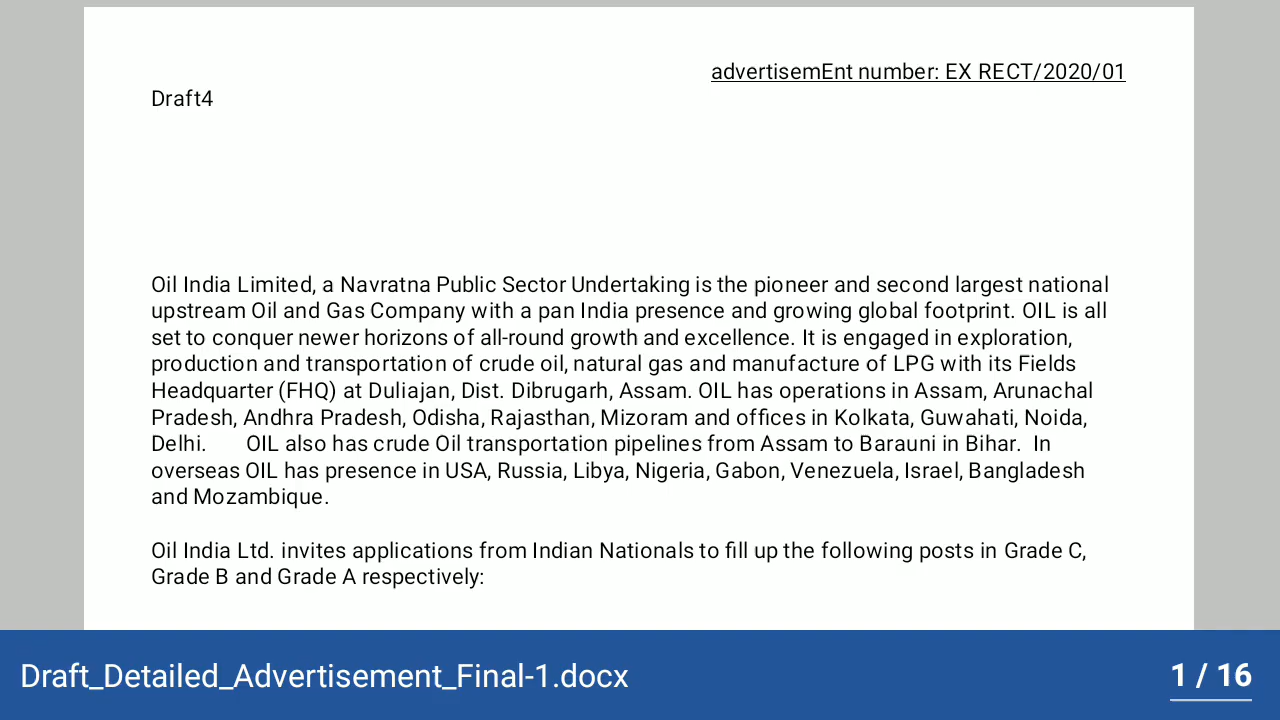 advertisemEnt number: EX RECT/2020/01
Draft4
Oil India Limited, a Navratna Public Sector Undertaking is the pioneer and second largest national
upstream Oil and Gas Company with a pan India presence and growing global footprint. OIL is all
set to conquer newer horizons of all-round growth and excellence. It is engaged in exploration,
production and transportation of crude oil, natural gas and manufacture of LPG with its Fields
Headquarter (FHQ) at Duliajan, Dist. Dibrugarh, Assam. OIL has operations in Assam, Arunachal
Pradesh, Andhra Pradesh, Odisha, Rajasthan, Mizoram and offices in Kolkata, Guwahati, Noida,
Delhi.      OIL also has crude Oil transportation pipelines from Assam to Barauni in Bihar.  In
overseas OIL has presence in USA, Russia, Libya, Nigeria, Gabon, Venezuela, Israel, Bangladesh
and Mozambique.
Oil India Ltd. invites applications from Indian Nationals to fill up the following posts in Grade C,
Grade B and Grade A respectively:
Draft_Detailed_Advertisement_Final-1.docx
1 / 16